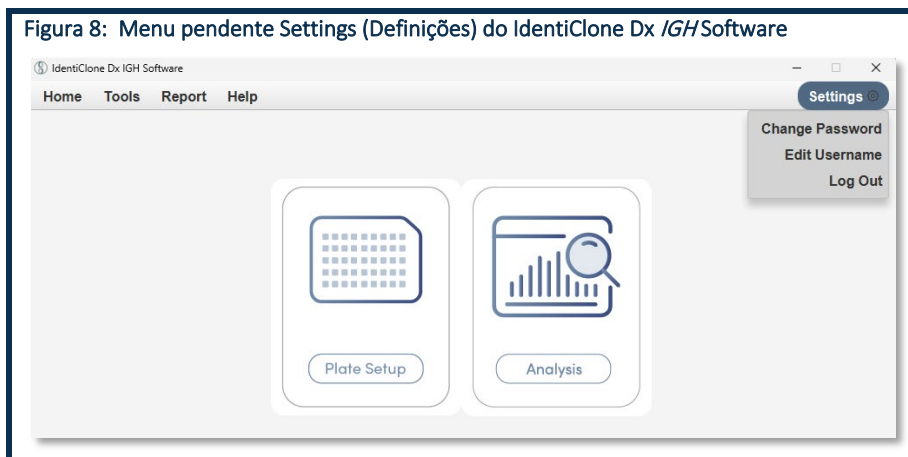 Figura 8: Menu pendente Settings (Definições) do IdentiClone Dx IGH Software
IdentiClone Dx IGH Software
Home Tools Report Help Settings
Change Password
Edit Username
Log Out
Plate Setup Analysis